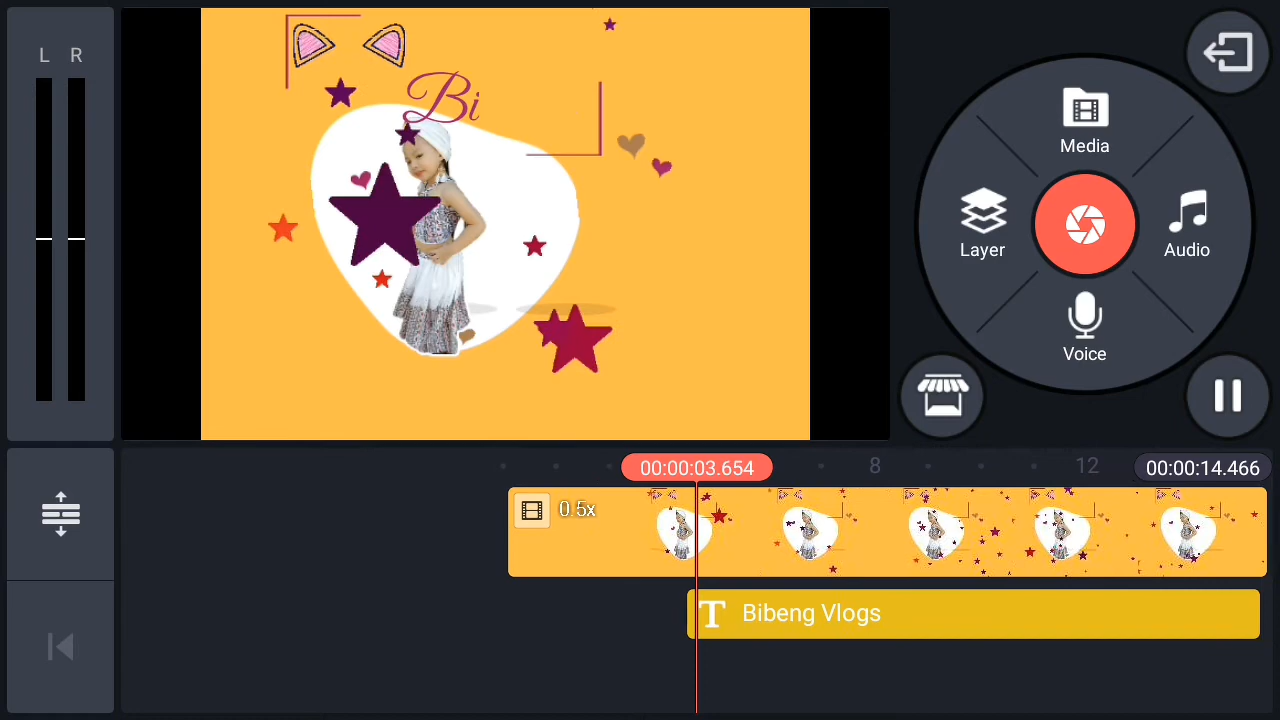 L R
Bi
Media
Layer
Audio
Voice
00:00:03.654
8
12
00:00:14.466
0.5x
T Bibeng Vlogs